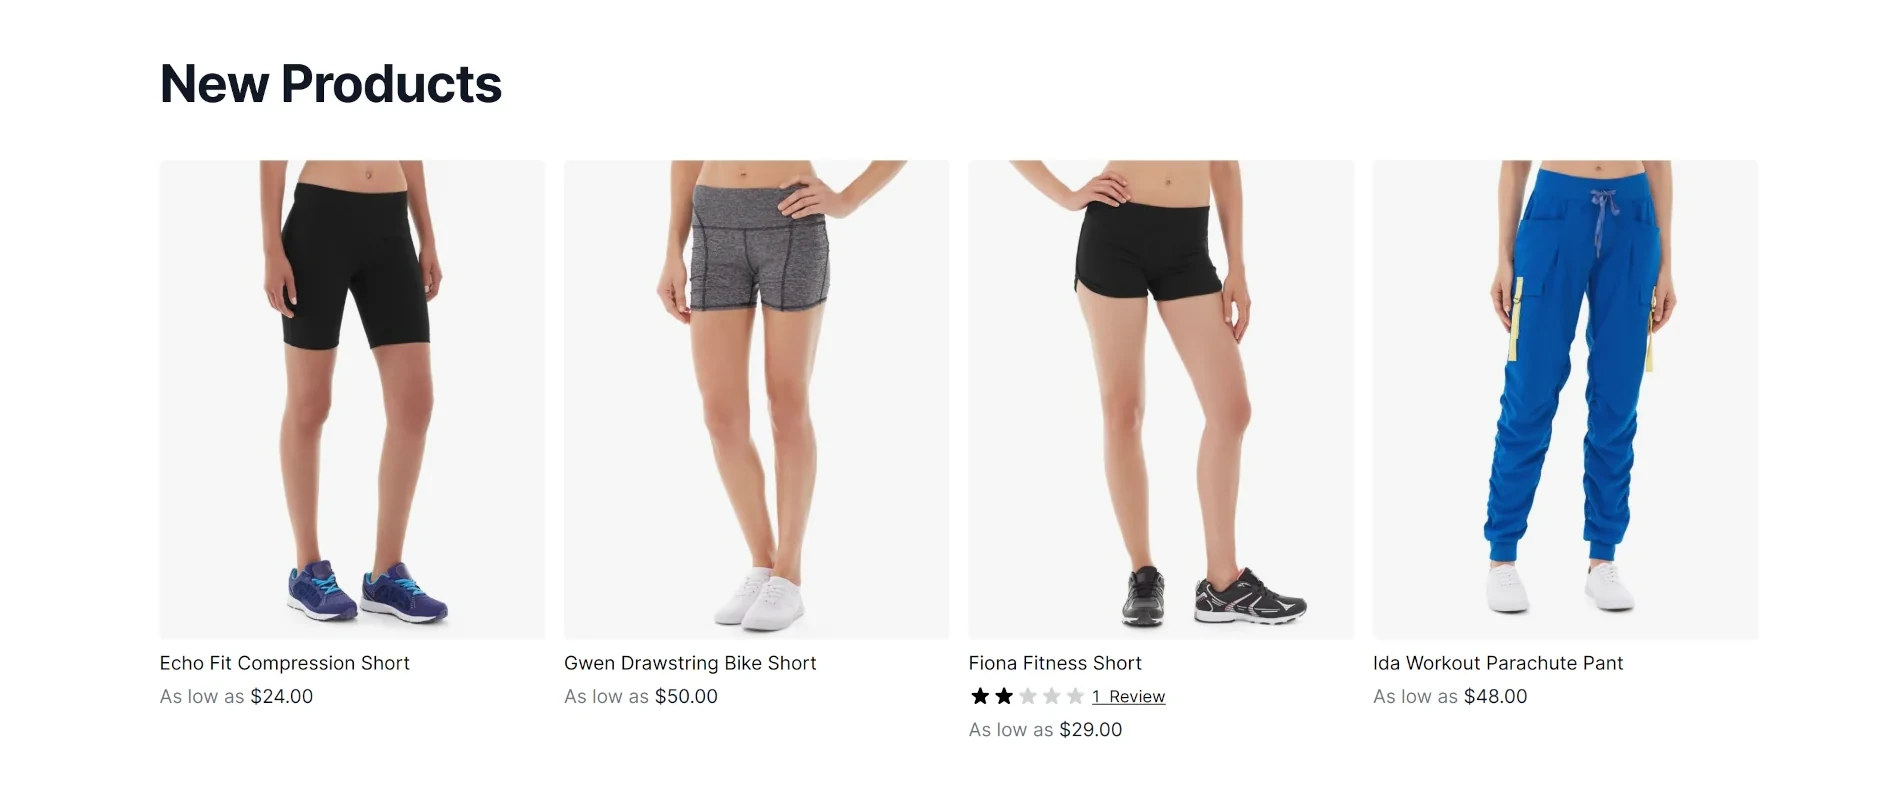 New Products
Echo Fit Compression Short
As low as $24.00
Gwen Drawstring Bike Short
As low as $50.00
Fiona Fitness Short
1 Review
As low as $29.00
Ida Workout Parachute Pant
As low as $48.00